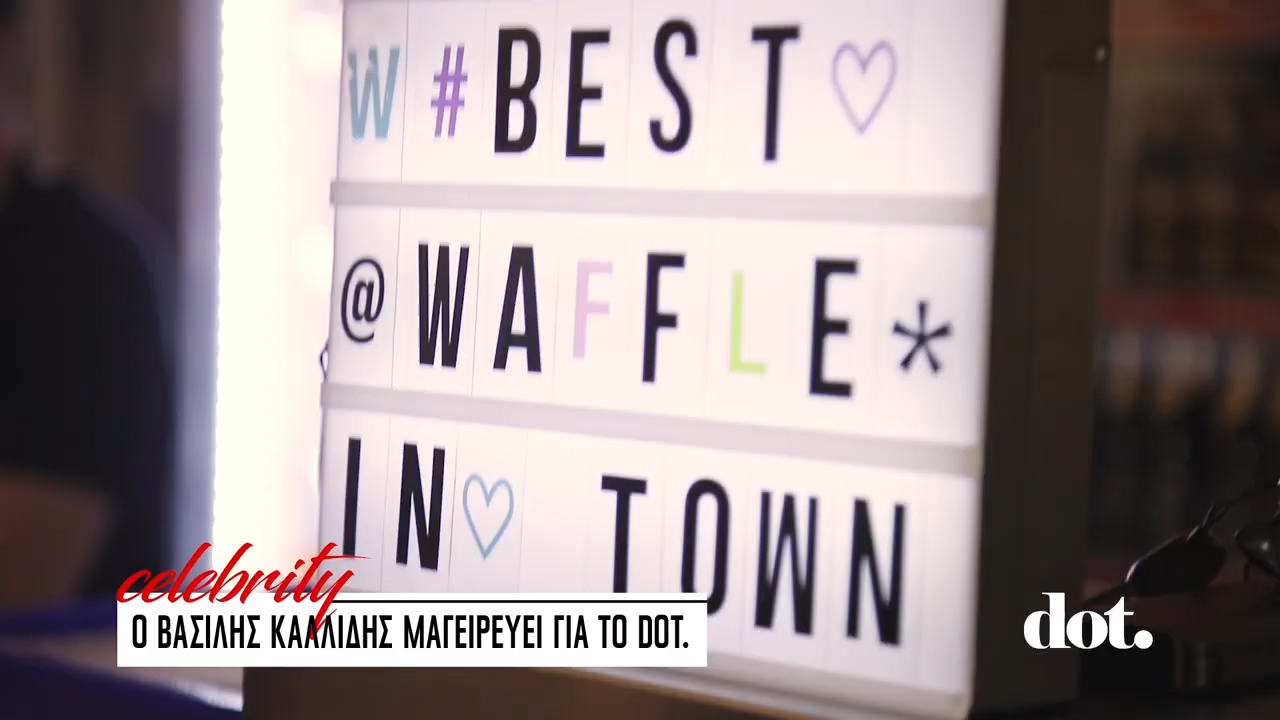 W #BEST♡
@WAFFLE*
IN♡ TOWN
celebrity
Ο ΒΑΣΙΛΗΣ ΚΑΛΛΙΔΗΣ ΜΑΓΕΙΡΕΥΕΙ ΓΙΑ ΤΟ DOT.
dot.